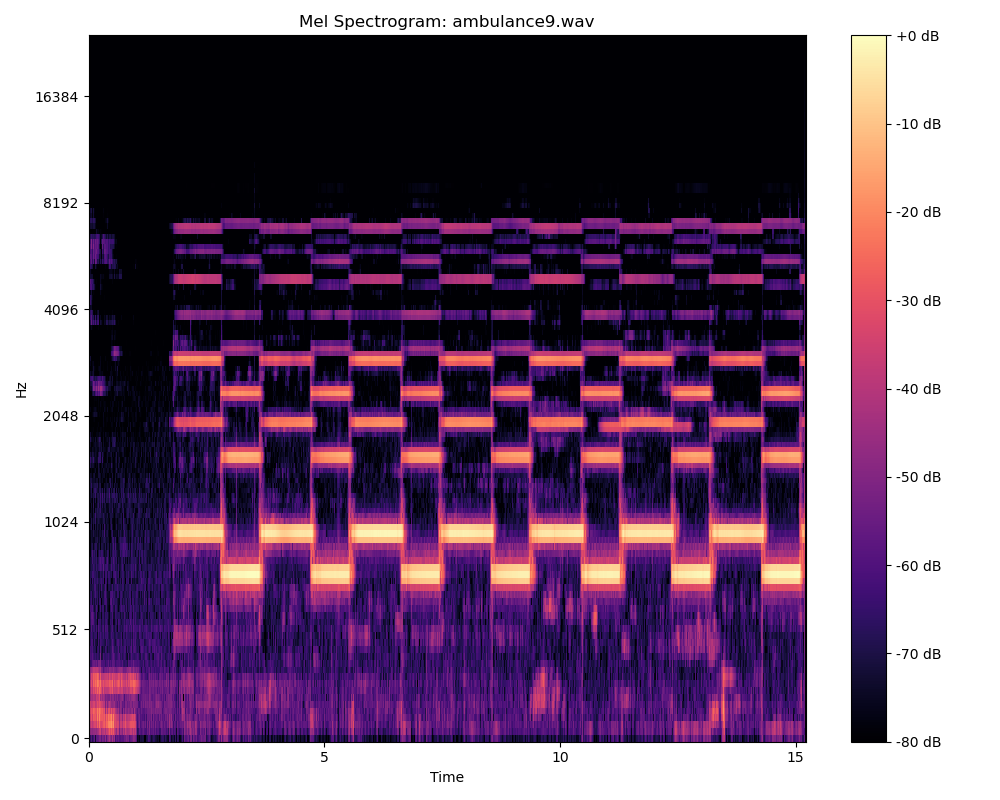 Mel Spectrogram: ambulance9.wav
+0 dB
16384
-10 dB
8192
-20 dB
4096
-30 dB
Hz
-40 dB
2048
-50 dB
1024
-60 dB
512
-70 dB
0
-80 dB
0 5 10 15
Time